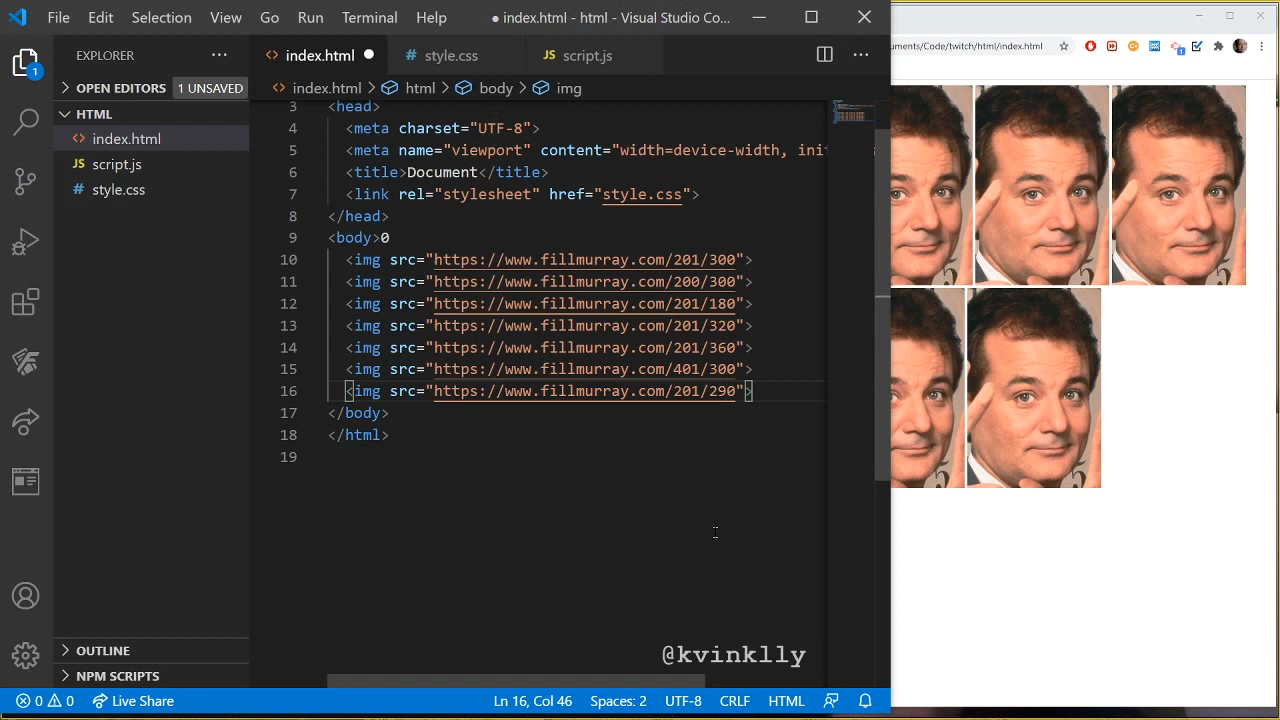 File Edit Selection View Go Run Terminal Help ● index.html - html - Visual Studio Co...
EXPLORER ...
index.html ●
# style.css
JS script.js
OPEN EDITORS 1 UNSAVED
index.html > html > body > img
HTML
index.html
JS script.js
# style.css
OUTLINE
NPM SCRIPTS
1
3 <head>
4 <meta charset="UTF-8">
5 <meta name="viewport" content="width=device-width, init
6 <title>Document</title>
7 <link rel="stylesheet" href="style.css">
8 </head>
9 <body>0
10 <img src="https://www.fillmurray.com/201/300">
11 <img src="https://www.fillmurray.com/200/300">
12 <img src="https://www.fillmurray.com/201/180">
13 <img src="https://www.fillmurray.com/201/320">
14 <img src="https://www.fillmurray.com/201/360">
15 <img src="https://www.fillmurray.com/401/300">
16 <img src="https://www.fillmurray.com/201/290">
17 </body>
18 </html>
19
@kvinklly
0 0 Live Share Ln 16, Col 46 Spaces: 2 UTF-8 CRLF HTML
uments/Code/twitch/html/index.html